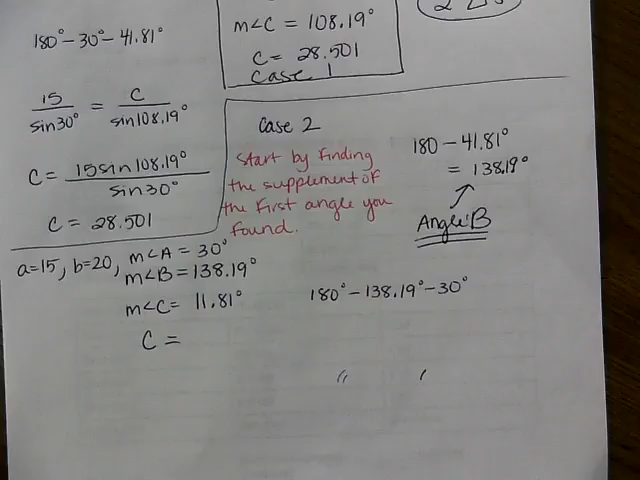 180° - 30° - 41.81°
15/sin30° = C/sin108.19°
C = 15sin108.19°/sin30°
C = 28.501
m<C = 108.19°
C = 28.501
Case 1
2 Δs
Case 2
Start by finding
the supplement of
the first angle you
found.
180 - 41.81°
= 138.19°
Angle B
a=15, b=20, m<A = 30°
m<B = 138.19°
m<C = 11.81°
180° - 138.19° - 30°
C =